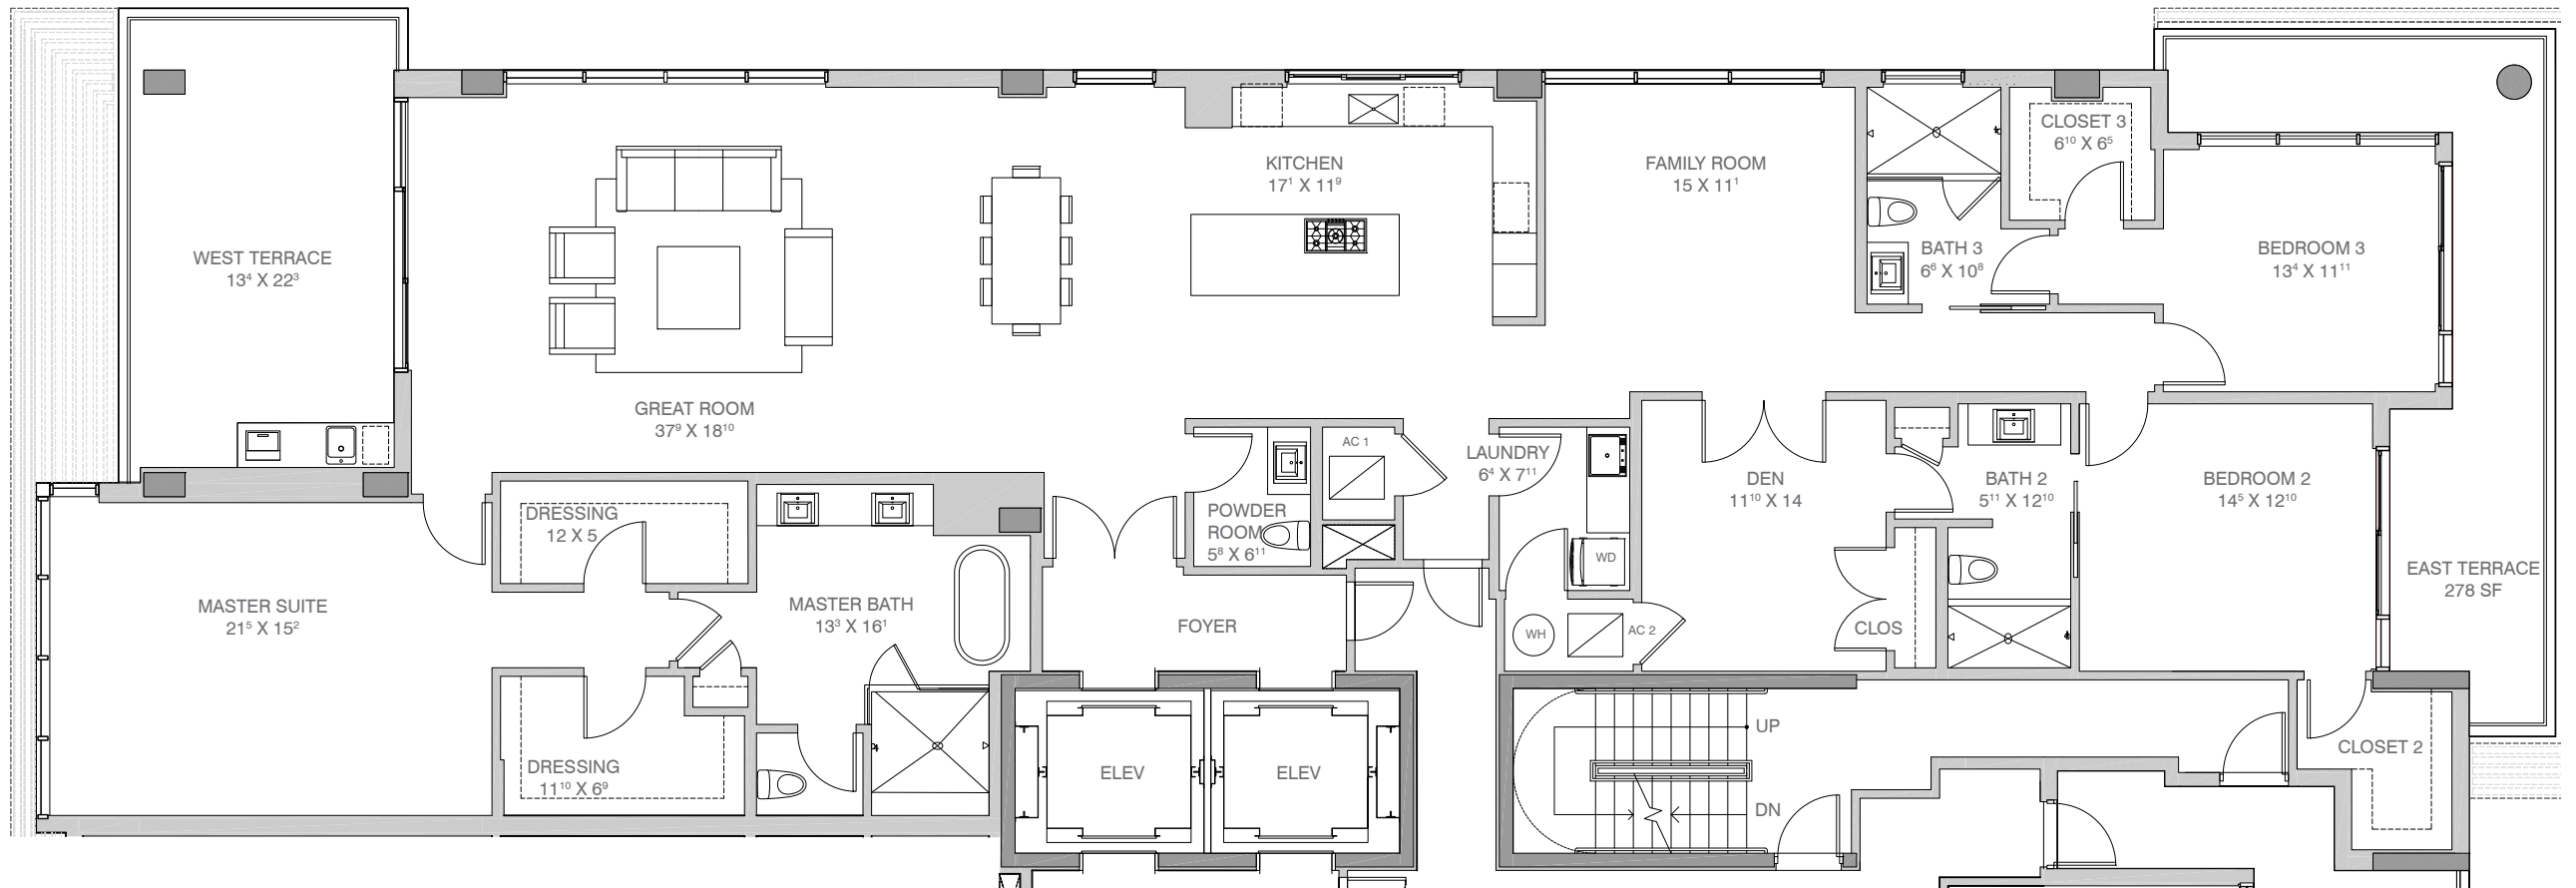 WEST TERRACE
13⁴ X 22³
GREAT ROOM
37⁹ X 18¹⁰
KITCHEN
17¹ X 11⁹
FAMILY ROOM
15 X 11¹
BATH 3
6⁶ X 10⁸
CLOSET 3
6¹⁰ X 6⁵
BEDROOM 3
13⁴ X 11¹¹
MASTER SUITE
21⁵ X 15²
DRESSING
12 X 5
MASTER BATH
13³ X 16¹
DRESSING
11¹⁰ X 6⁹
FOYER
POWDER
ROOM
5⁸ X 6¹¹
AC 1
LAUNDRY
6⁴ X 7¹¹
WD
WH
AC 2
DEN
11¹⁰ X 14
CLOS
BATH 2
5¹¹ X 12¹⁰
BEDROOM 2
14⁵ X 12¹⁰
EAST TERRACE
278 SF
ELEV
ELEV
UP
DN
CLOSET 2